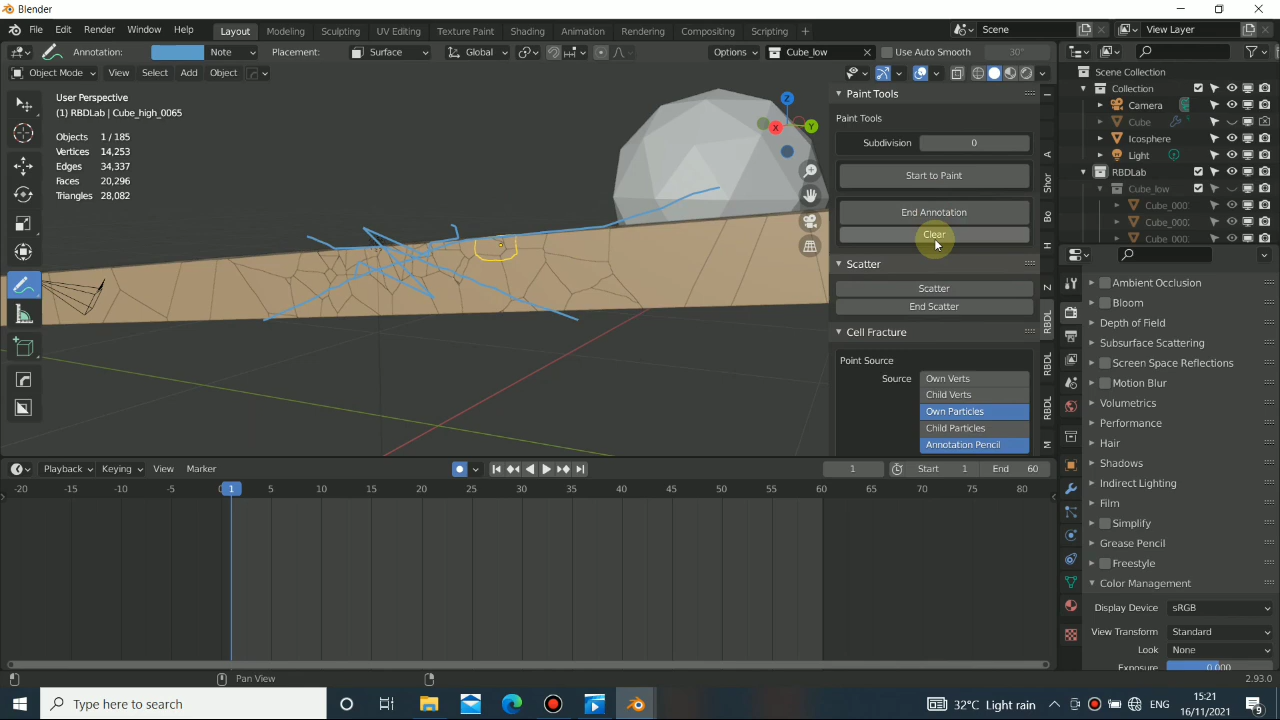 Blender
File Edit Render Window Help Layout Modeling Sculpting UV Editing Texture Paint Shading Animation Rendering Compositing Scripting + Scene View Layer
Annotation: Note Placement: Surface Global Options Cube_low Use Auto Smooth 30°
Object Mode View Select Add Object
User Perspective
(1) RBDLab | Cube_high_0065
Objects 1 / 185
Vertices 14,253
Edges 34,337
Faces 20,296
Triangles 28,082
Z
X
Y
Paint Tools
Paint Tools
Subdivision 0
Start to Paint
End Annotation
Clear
Scatter
Scatter
End Scatter
Cell Fracture
Point Source
Source Own Verts
Child Verts
Own Particles
Child Particles
Annotation Pencil
I
A
Shor
Bo
H
Z
RBDL
RBDL
RBDL
M
Scene Collection
Collection
Camera
Cube
Icosphere
Light
RBDLab
Cube_low
Cube_000
Cube_000
Cube_000
Ambient Occlusion
Bloom
Depth of Field
Subsurface Scattering
Screen Space Reflections
Motion Blur
Volumetrics
Performance
Hair
Shadows
Indirect Lighting
Film
Simplify
Grease Pencil
Freestyle
Color Management
Display Device sRGB
View Transform Standard
Look None
Exposure 0.000
Playback Keying View Marker 1 Start 1 End 60
-20 -15 -10 -5 0 1 5 10 15 20 25 30 35 40 45 50 55 60 65 70 75 80
Pan View 2.93.0
Type here to search 32°C Light rain ENG 15:21
16/11/2021 9